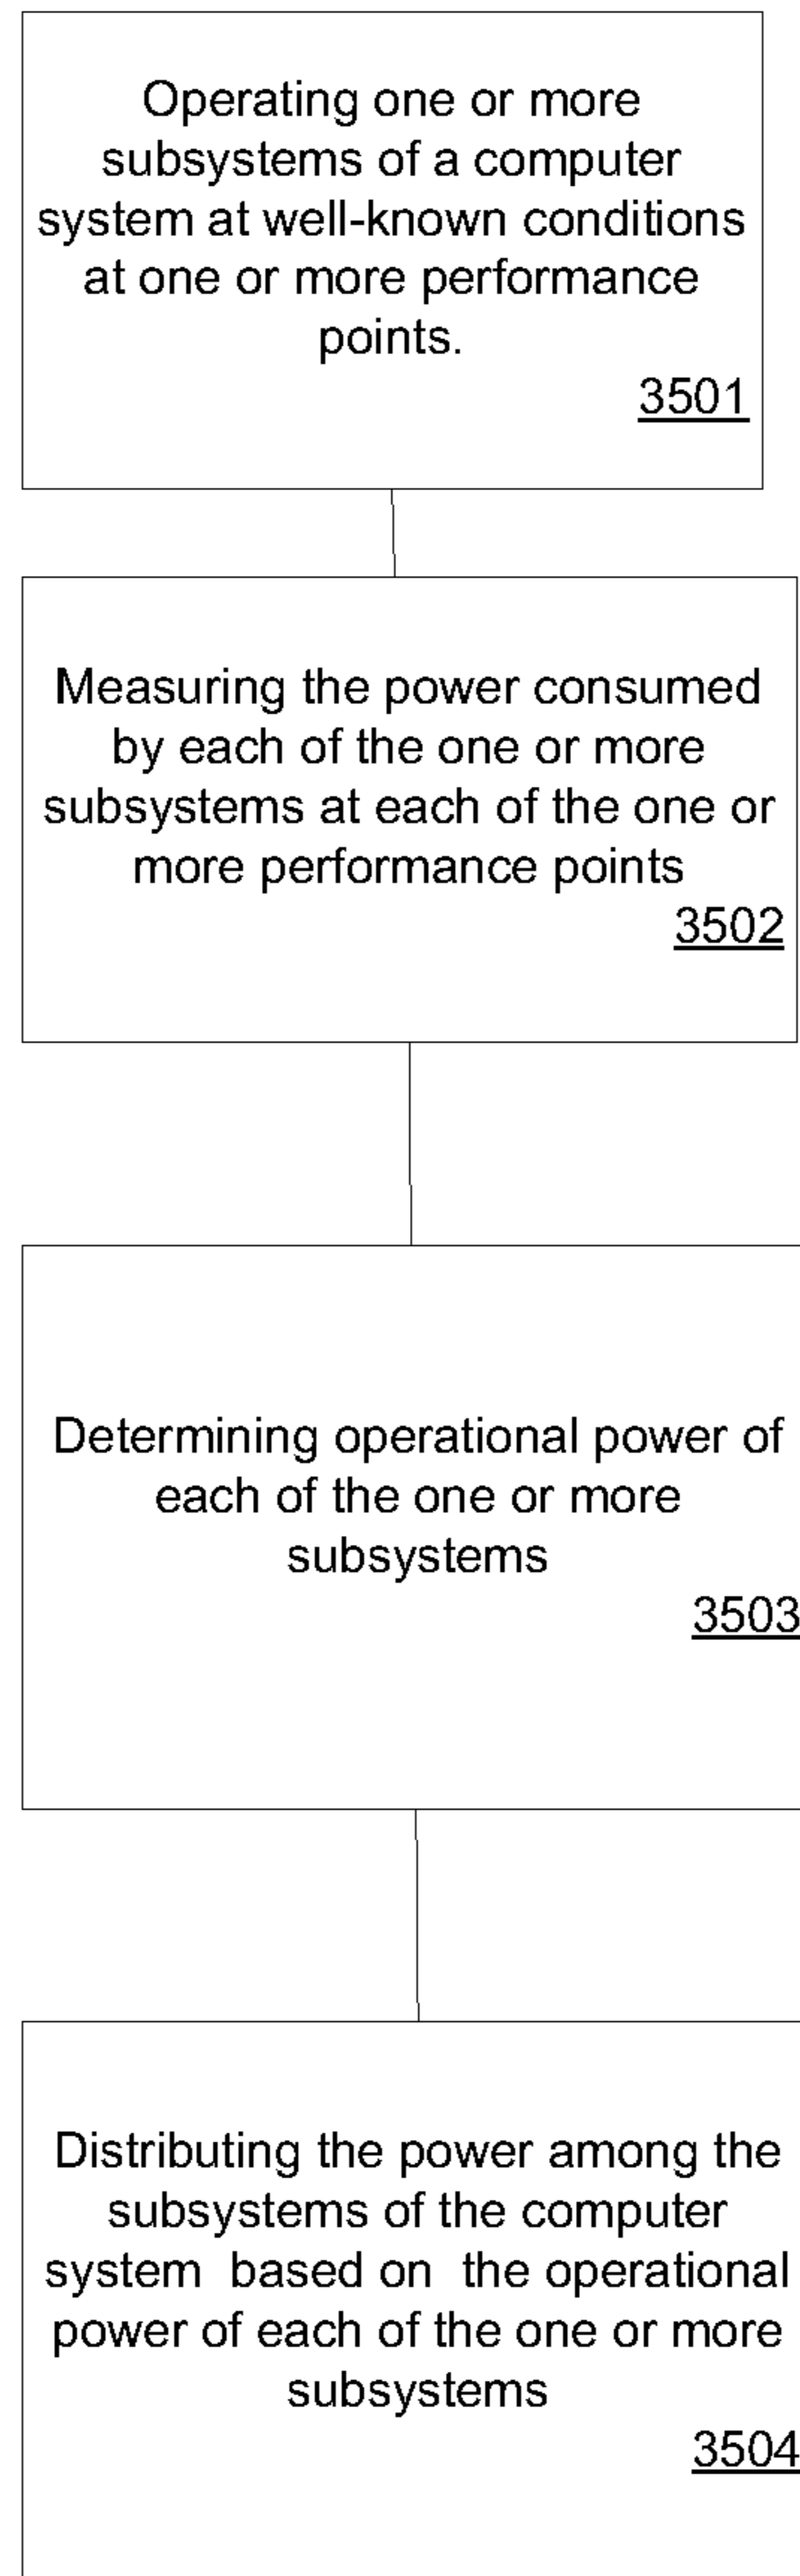 Operating one or more
subsystems of a computer
system at well-known conditions
at one or more performance
points.
3501
Measuring the power consumed
by each of the one or more
subsystems at each of the one or
more performance points
3502
Determining operational power of
each of the one or more
subsystems
3503
Distributing the power among the
subsystems of the computer
system  based on  the operational
power of each of the one or more
subsystems
3504